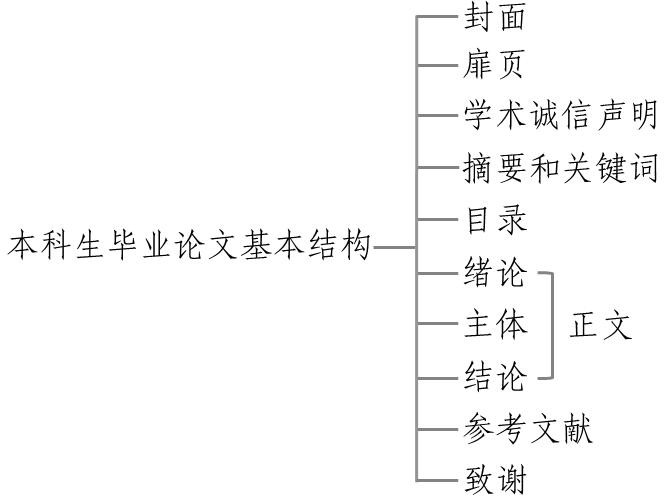 封面
扉页
学术诚信声明
摘要和关键词
目录
本科生毕业论文基本结构
绪论
主体
正文
结论
参考文献
致谢